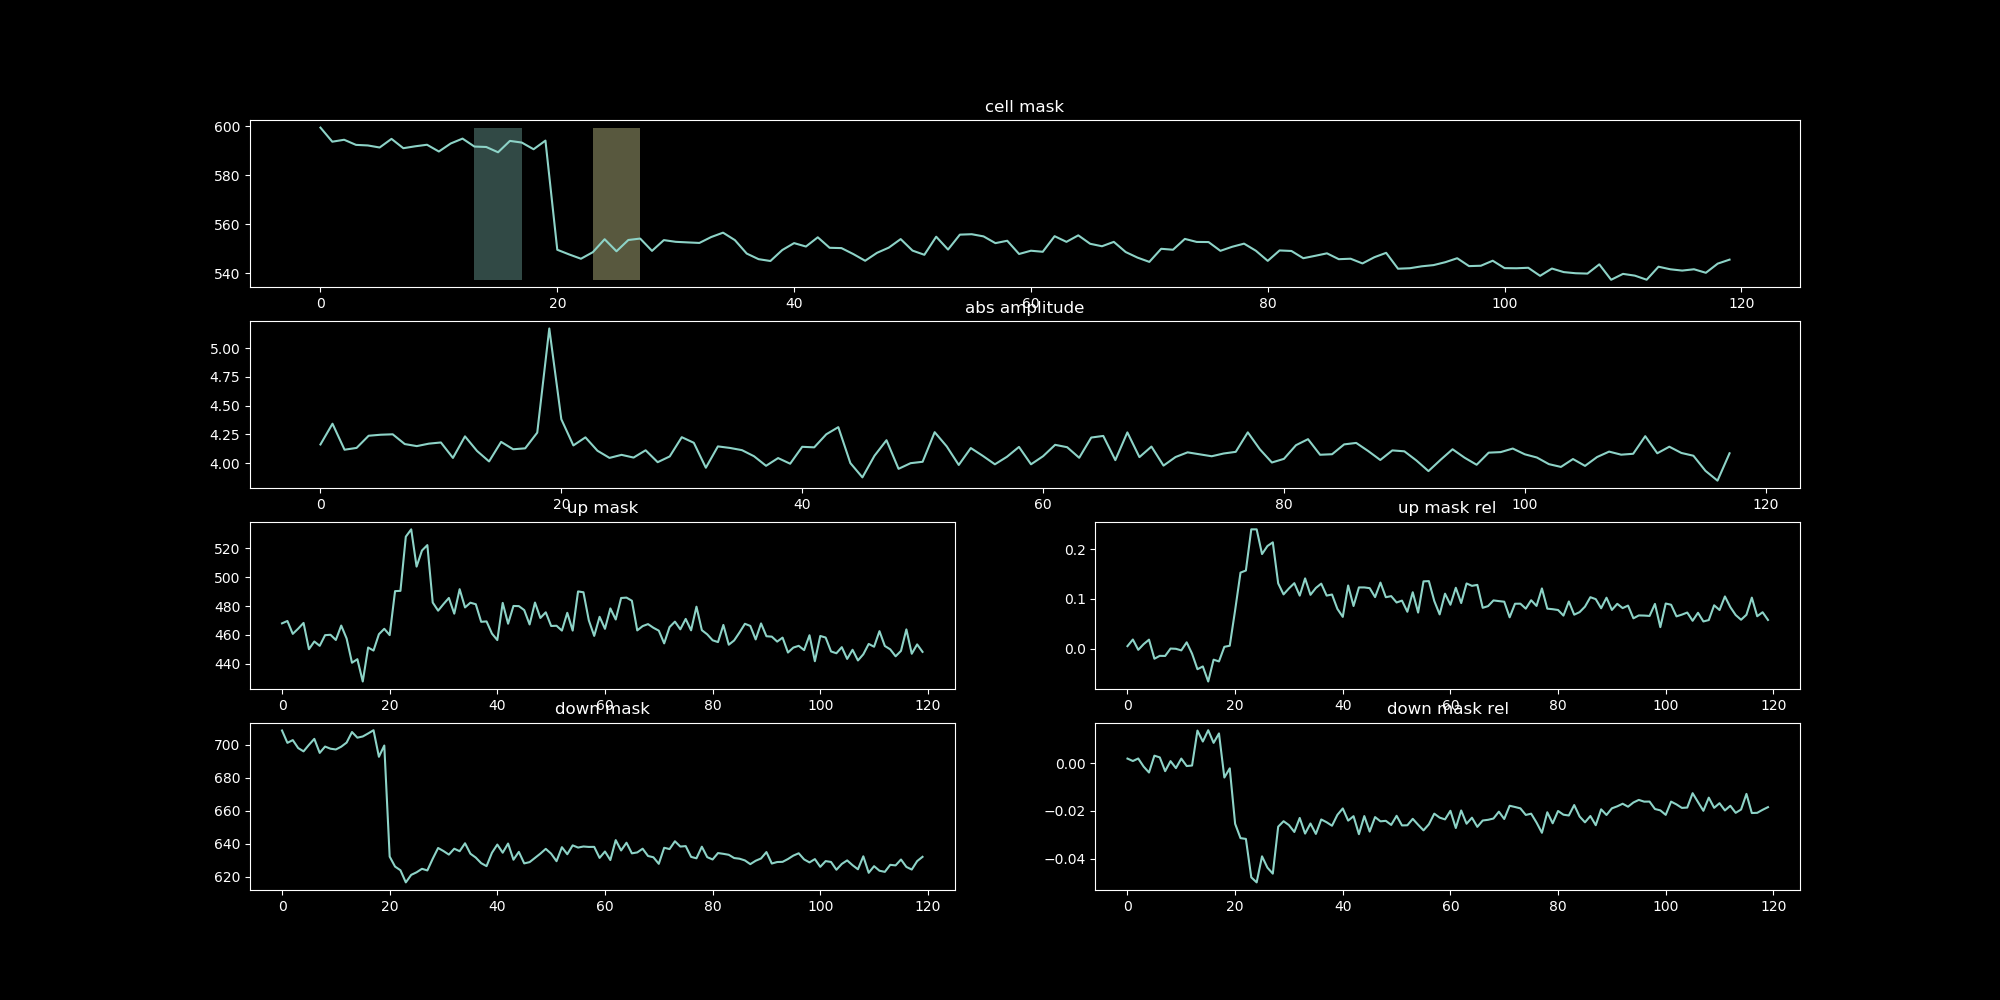 cell mask
600
580
560
540
0 20 40 60 80 100 120
abs amplitude
5.00
4.75
4.50
4.25
4.00
0 20 40 60 80 100 120
up mask
520
500
480
460
440
0 20 40 60 80 100 120
up mask rel
0.2
0.1
0.0
0 20 40 60 80 100 120
down mask
700
680
660
640
620
0 20 40 60 80 100 120
down mask rel
0.00
−0.02
−0.04
0 20 40 60 80 100 120